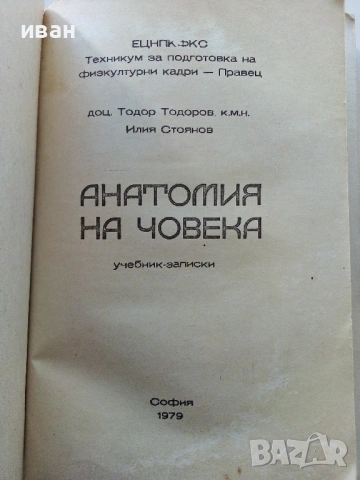 иван
ЕЦНПК ФКС
Техникум за подготовка на
физкултурни кадри — Правец
доц. Тодор Тодоров к.м.н.
Илия Стоянов
АНАТОМИЯ
НА ЧОВЕКА
учебник-записки
София
1979
BAZAR